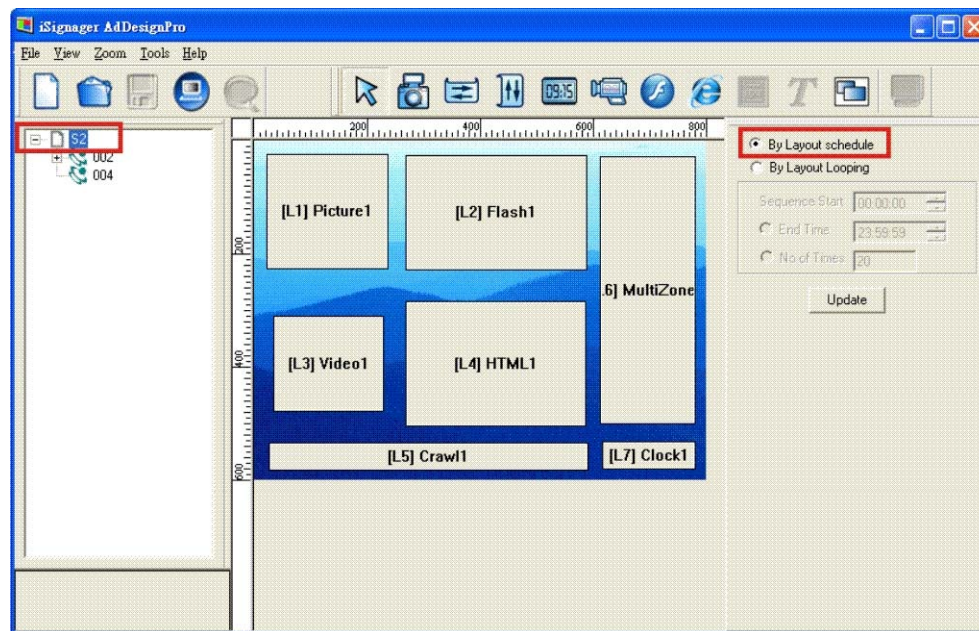 iSignager AdDesignPro
File View Zoom Tools Help
09:15
T
S2
002
004
200 400 600 800
200
400
600
[L1] Picture1
[L2] Flash1
.6] MultiZone
[L3] Video1
[L4] HTML1
[L5] Crawl1
[L7] Clock1
By Layout schedule
By Layout Looping
Sequence Start 00:00:00
End Time 23:59:59
No of Times 20
Update